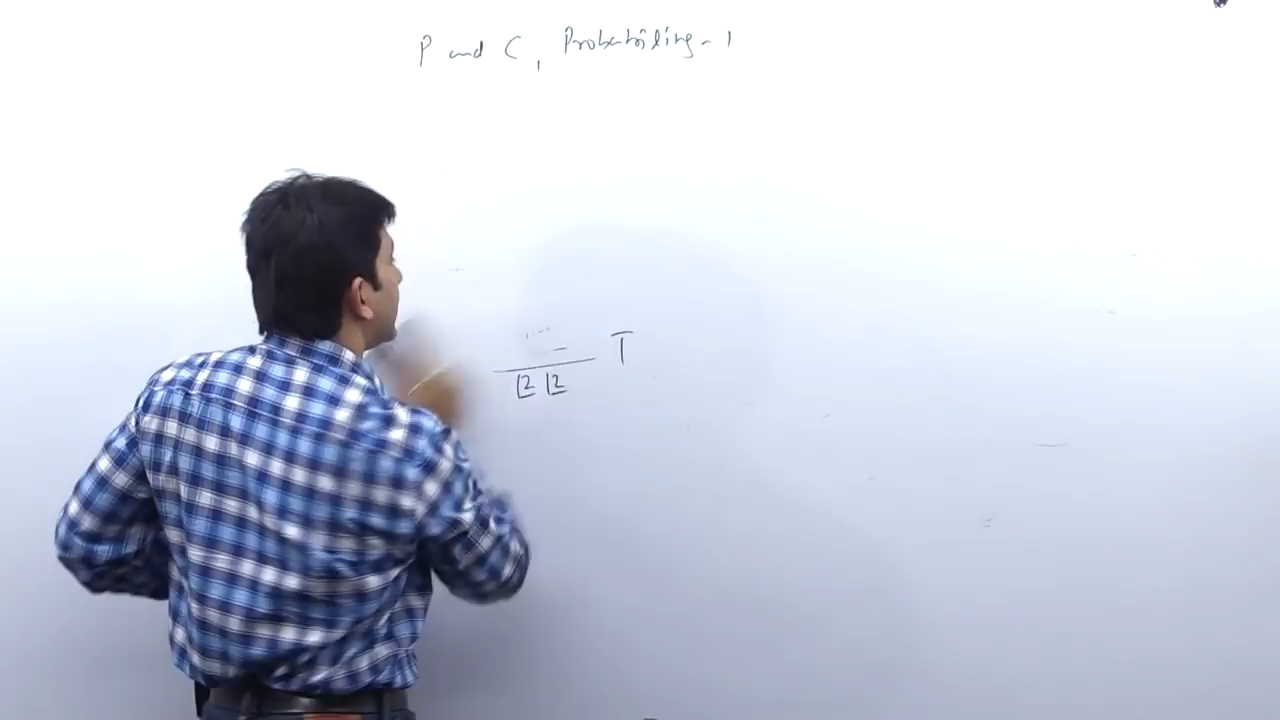 P and C, Probability - 1
T
⌊2 ⌊2